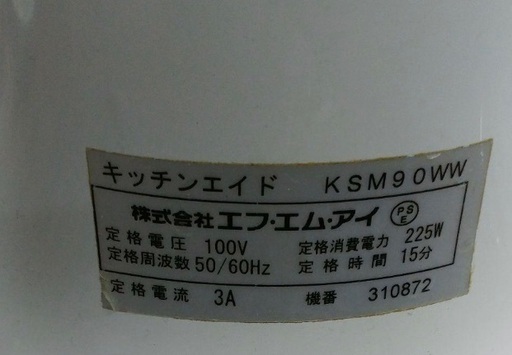 キッチンエイド KSM90WW
株式会社エフ・エム・アイ PSE
定格電圧 100V 定格消費電力 225W
定格周波数 50/60Hz 定格時間 15分
定格電流 3A 機番 310872